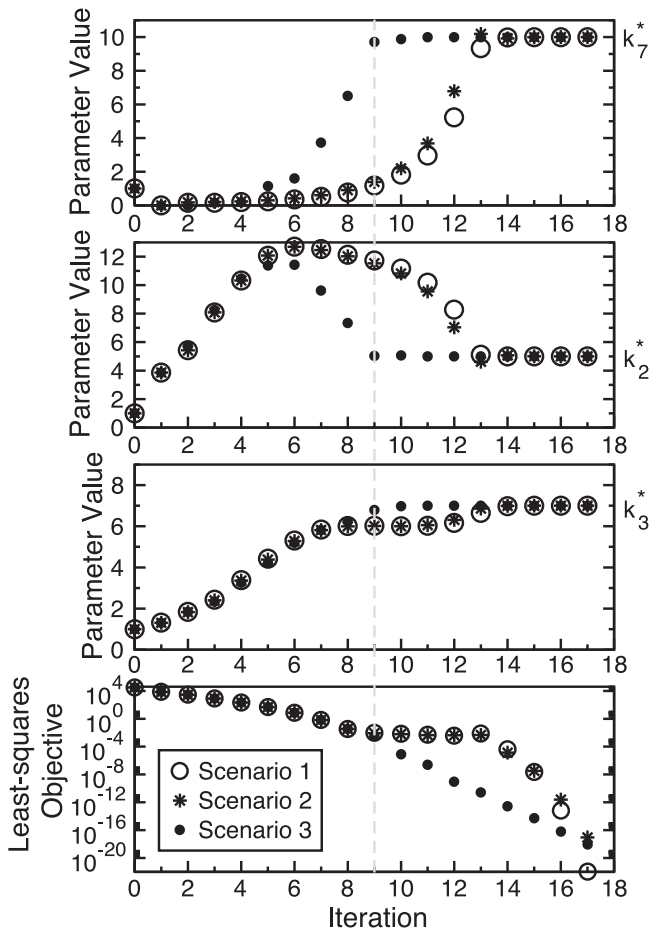 Parameter Value
10
8
6
4
2
0
0 2 4 6 8 10 12 14 16 18
k*7
Parameter Value
12
10
8
6
4
2
0
0 2 4 6 8 10 12 14 16 18
k*2
Parameter Value
8
6
4
2
0
0 2 4 6 8 10 12 14 16 18
k*3
Least-squares
Objective
10^4
10^0
10^-4
10^-8
10^-12
10^-16
10^-20
Scenario 1
Scenario 2
Scenario 3
0 2 4 6 8 10 12 14 16 18
Iteration